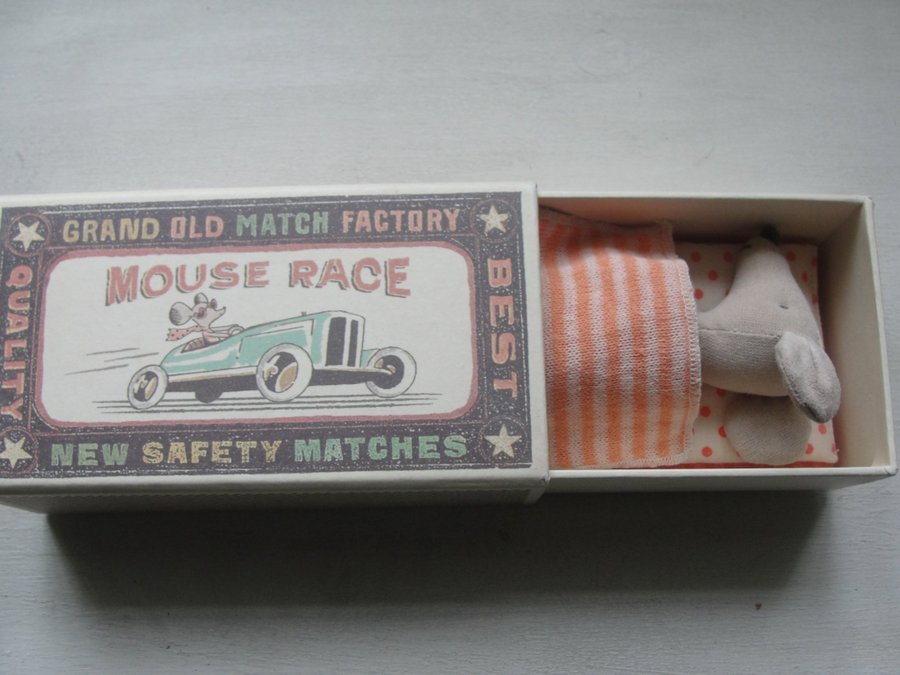 GRAND OLD MATCH FACTORY
QUALITY
MOUSE RACE
BEST
NEW SAFETY MATCHES